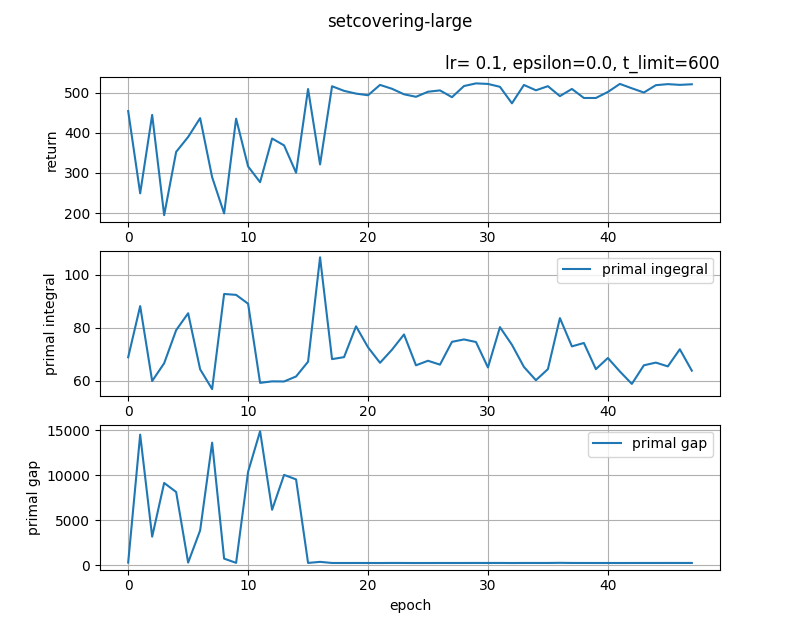 setcovering-large
lr= 0.1, epsilon=0.0, t_limit=600
500
400
300
200
return
0 10 20 30 40
primal ingegral
100
80
60
primal integral
0 10 20 30 40
primal gap
15000
10000
5000
0
primal gap
0 10 20 30 40
epoch